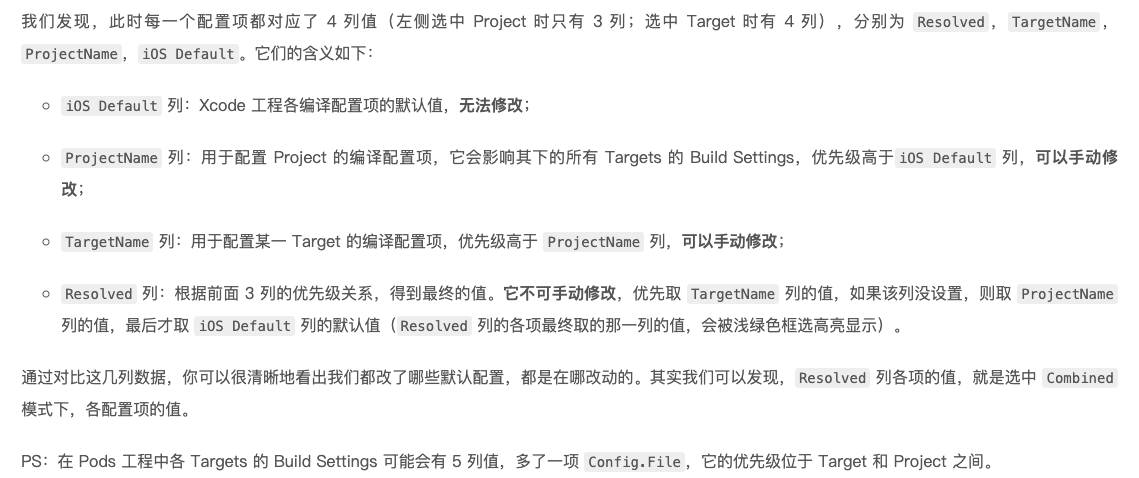 我们发现，此时每一个配置项都对应了 4 列值（左侧选中 Project 时只有 3 列；选中 Target 时有 4 列），分别为 Resolved，TargetName，
ProjectName，iOS Default。它们的含义如下：
iOS Default 列：Xcode 工程各编译配置项的默认值，无法修改；
ProjectName 列：用于配置 Project 的编译配置项，它会影响其下的所有 Targets 的 Build Settings，优先级高于 iOS Default 列，可以手动修
改；
TargetName 列：用于配置某一 Target 的编译配置项，优先级高于 ProjectName 列，可以手动修改；
Resolved 列：根据前面 3 列的优先级关系，得到最终的值。它不可手动修改，优先取 TargetName 列的值，如果该列没设置，则取 ProjectName
列的值，最后才取 iOS Default 列的默认值（Resolved 列的各项最终取的那一列的值，会被浅绿色框选高亮显示）。
通过对比这几列数据，你可以很清晰地看出我们都改了哪些默认配置，都是在哪改动的。其实我们可以发现，Resolved 列各项的值，就是选中 Combined
模式下，各配置项的值。
PS：在 Pods 工程中各 Targets 的 Build Settings 可能会有 5 列值，多了一项 Config.File，它的优先级位于 Target 和 Project 之间。